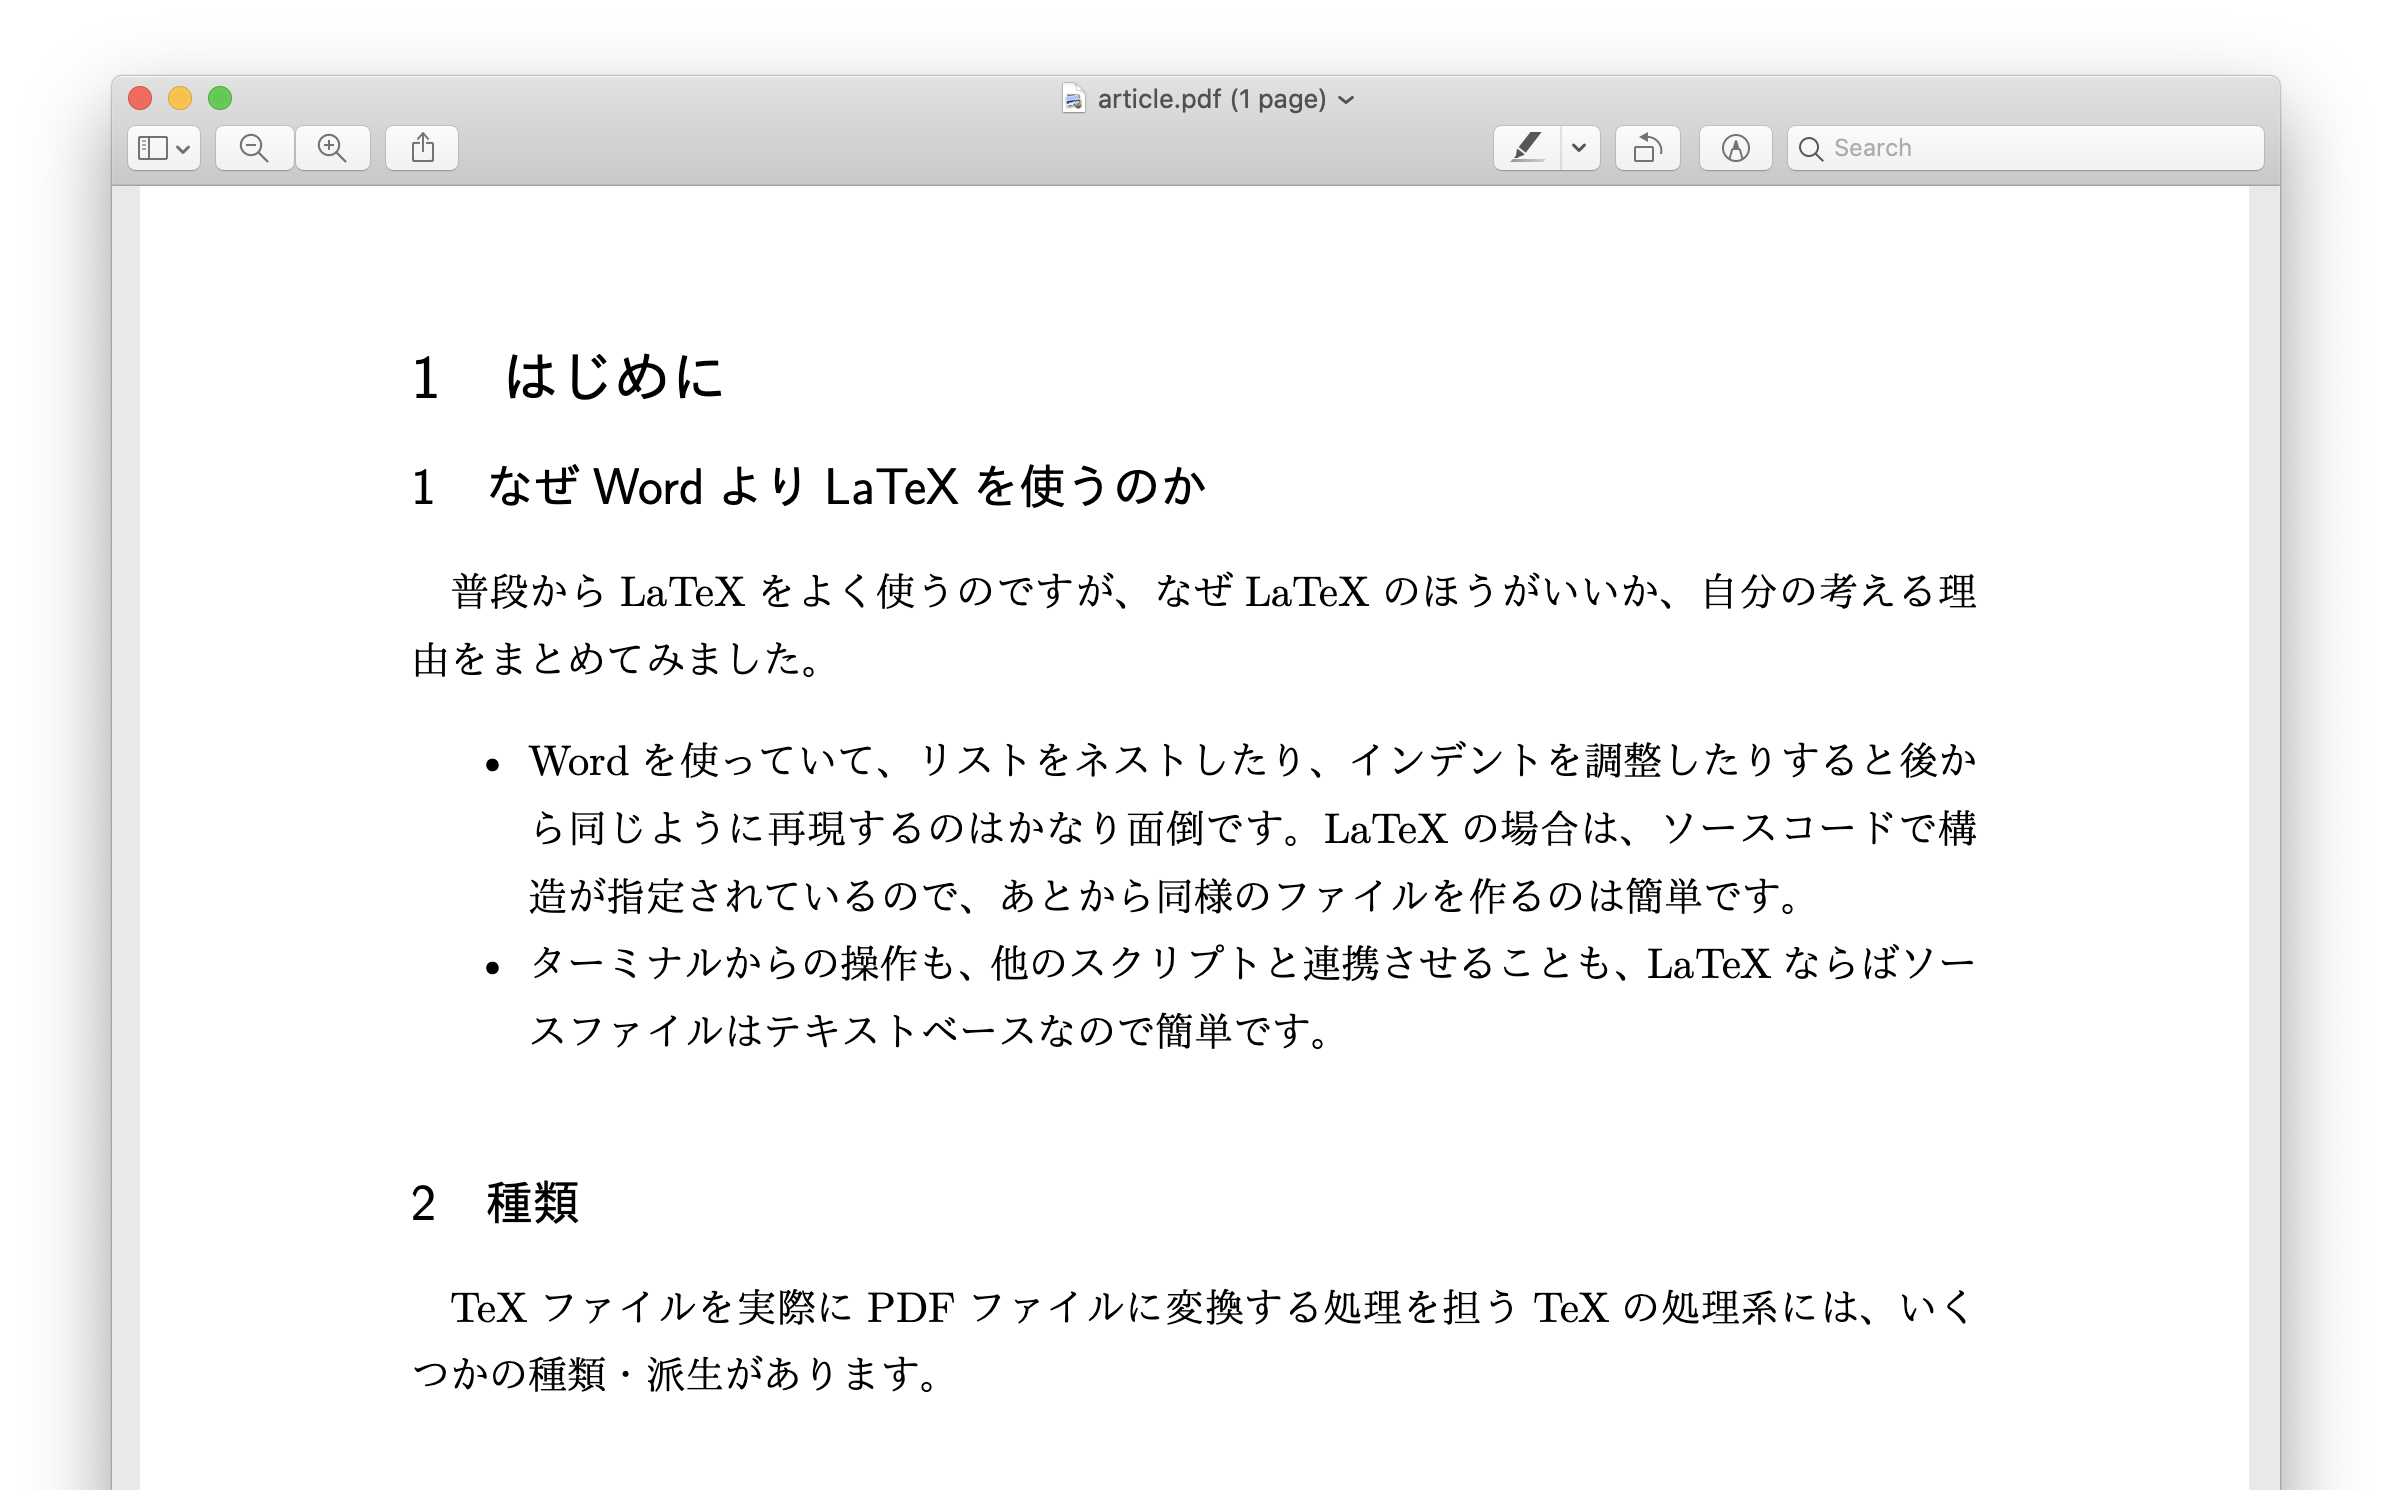 article.pdf (1 page)
Search
1 はじめに
1 なぜ Word より LaTeX を使うのか
普段から LaTeX をよく使うのですが、なぜ LaTeX のほうがいいか、自分の考える理
由をまとめてみました。
• Word を使っていて、リストをネストしたり、インデントを調整したりすると後か
ら同じように再現するのはかなり面倒です。LaTeX の場合は、ソースコードで構
造が指定されているので、あとから同様のファイルを作るのは簡単です。
• ターミナルからの操作も、他のスクリプトと連携させることも、LaTeX ならばソー
スファイルはテキストベースなので簡単です。
2 種類
TeX ファイルを実際に PDF ファイルに変換する処理を担う TeX の処理系には、いく
つかの種類・派生があります。